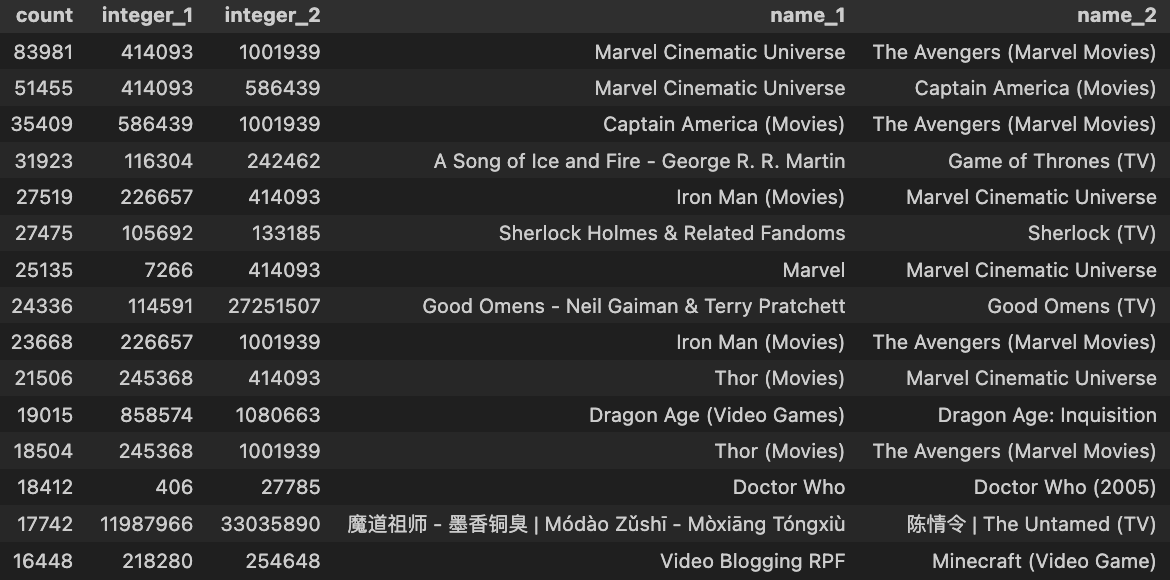 count integer_1 integer_2 name_1 name_2
83981 414093 1001939 Marvel Cinematic Universe The Avengers (Marvel Movies)
51455 414093 586439 Marvel Cinematic Universe Captain America (Movies)
35409 586439 1001939 Captain America (Movies) The Avengers (Marvel Movies)
31923 116304 242462 A Song of Ice and Fire - George R. R. Martin Game of Thrones (TV)
27519 226657 414093 Iron Man (Movies) Marvel Cinematic Universe
27475 105692 133185 Sherlock Holmes & Related Fandoms Sherlock (TV)
25135 7266 414093 Marvel Marvel Cinematic Universe
24336 114591 27251507 Good Omens - Neil Gaiman & Terry Pratchett Good Omens (TV)
23668 226657 1001939 Iron Man (Movies) The Avengers (Marvel Movies)
21506 245368 414093 Thor (Movies) Marvel Cinematic Universe
19015 858574 1080663 Dragon Age (Video Games) Dragon Age: Inquisition
18504 245368 1001939 Thor (Movies) The Avengers (Marvel Movies)
18412 406 27785 Doctor Who Doctor Who (2005)
17742 11987966 33035890 魔道祖师 - 墨香铜臭 | Módào Zǔshī - Mòxiāng Tóngxiù 陈情令 | The Untamed (TV)
16448 218280 254648 Video Blogging RPF Minecraft (Video Game)